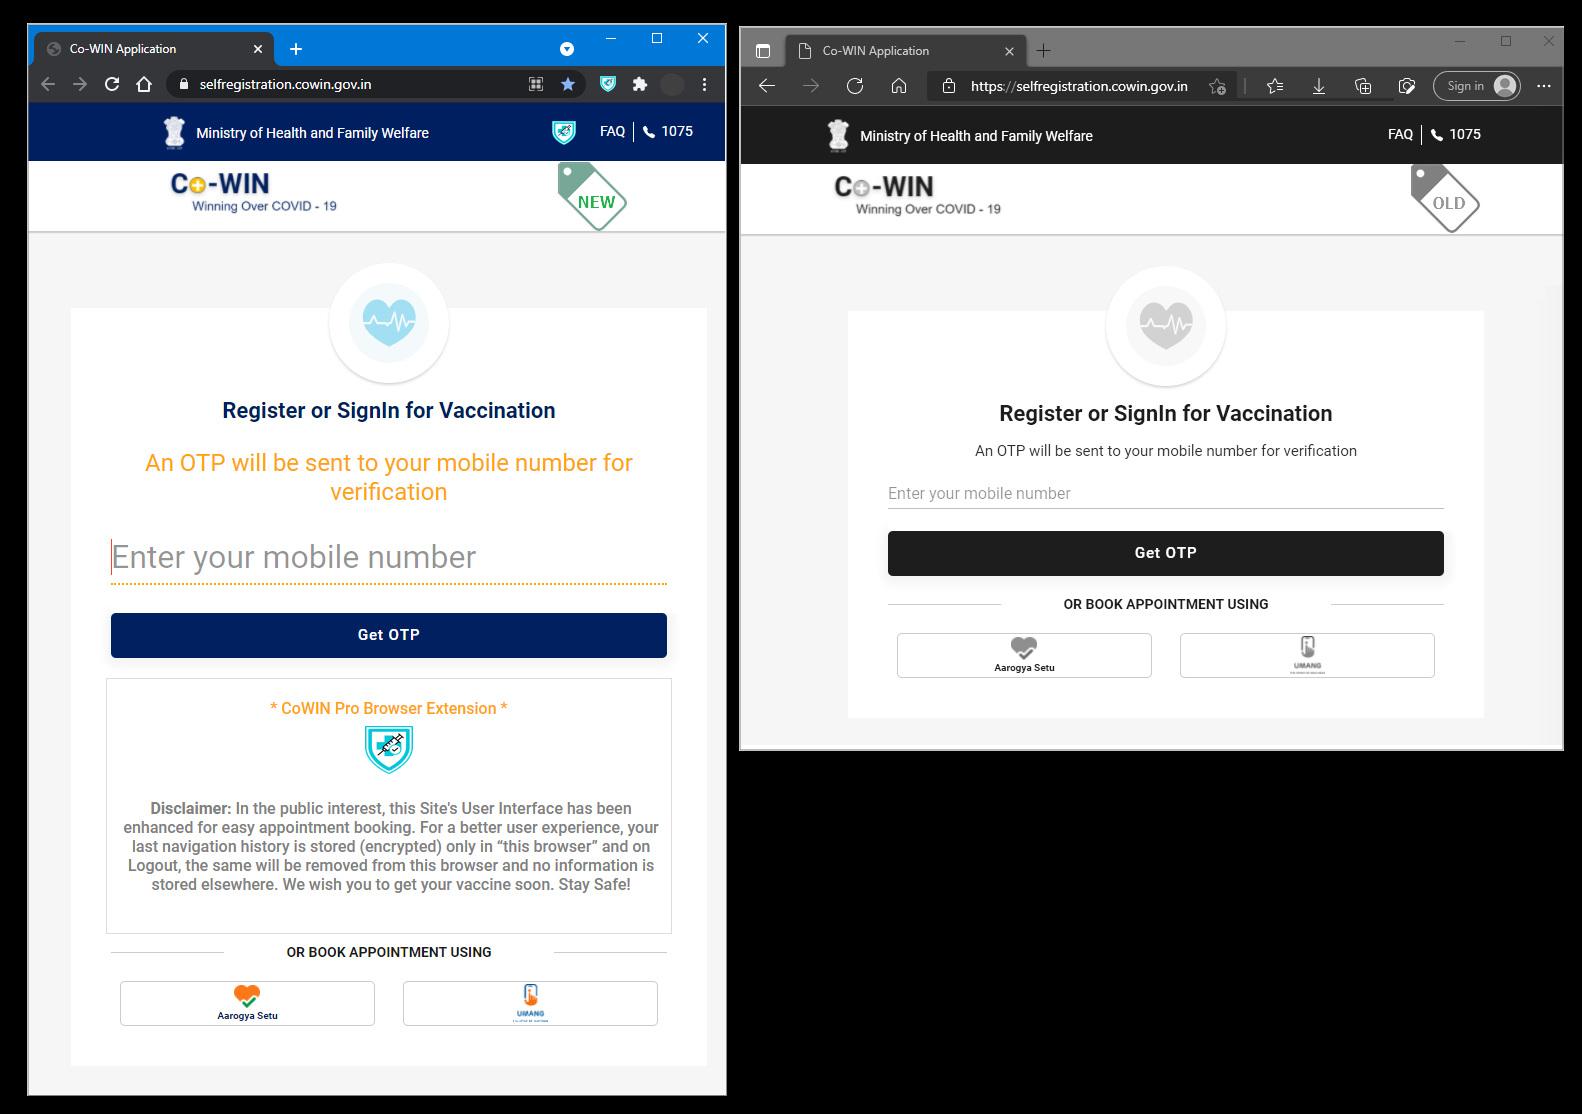 Co-WIN Application
selfregistration.cowin.gov.in
Ministry of Health and Family Welfare
FAQ
1075
Co-WIN
Winning Over COVID - 19
NEW
Register or SignIn for Vaccination
An OTP will be sent to your mobile number for
verification
Enter your mobile number
Get OTP
* CoWIN Pro Browser Extension *
Disclaimer: In the public interest, this Site's User Interface has been
enhanced for easy appointment booking. For a better user experience, your
last navigation history is stored (encrypted) only in “this browser” and on
Logout, the same will be removed from this browser and no information is
stored elsewhere. We wish you to get your vaccine soon. Stay Safe!
OR BOOK APPOINTMENT USING
Aarogya Setu
UMANG
Co-WIN Application
https://selfregistration.cowin.gov.in
Sign in
Ministry of Health and Family Welfare
FAQ
1075
Co-WIN
Winning Over COVID - 19
OLD
Register or SignIn for Vaccination
An OTP will be sent to your mobile number for verification
Enter your mobile number
Get OTP
OR BOOK APPOINTMENT USING
Aarogya Setu
UMANG